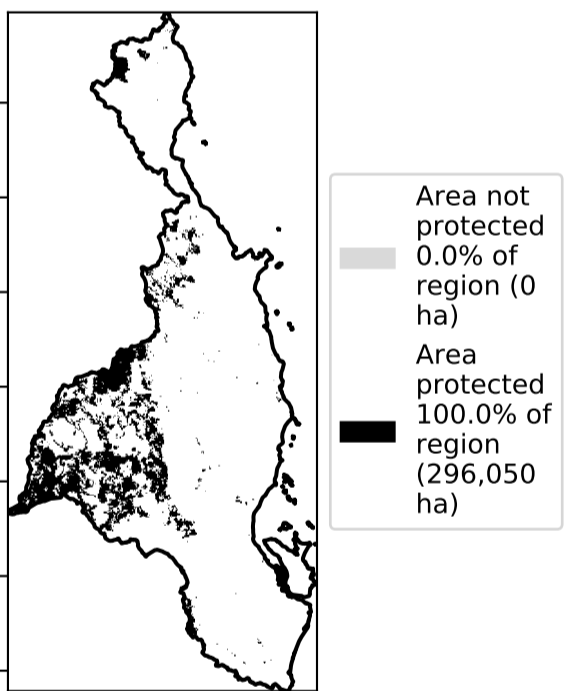 Area not
protected
0.0% of
region (0
ha)
Area
protected
100.0% of
region
(296,050
ha)